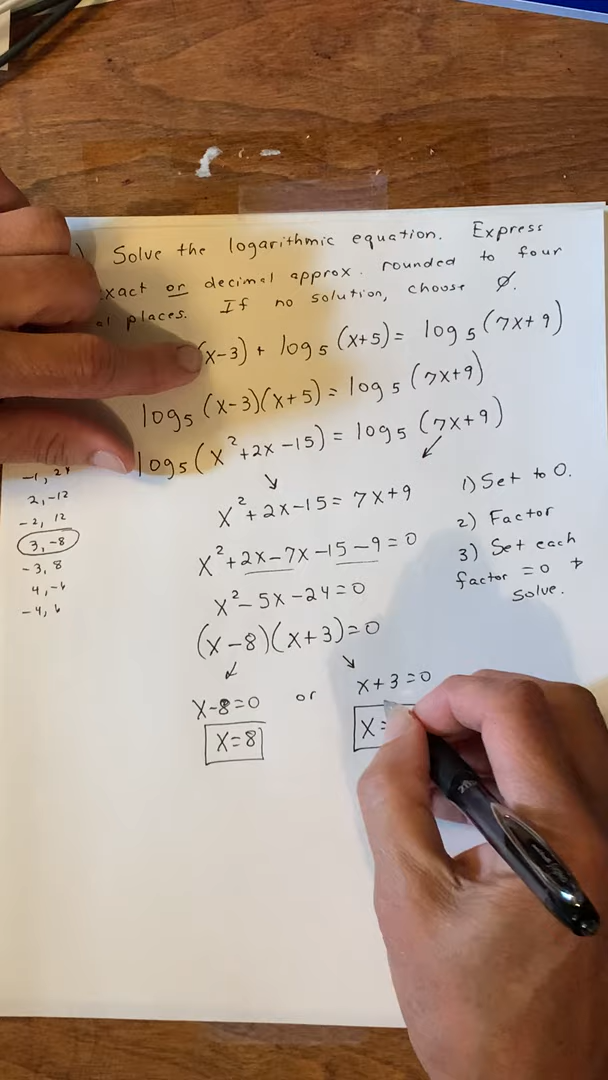 ) Solve the logarithmic equation. Express
xact or decimal approx. rounded to four
al places. If no solution, choose ∅.
(x-3) + log₅(x+5) = log₅(7x+9)
log₅(x-3)(x+5) = log₅(7x+9)
log₅(x²+2x-15) = log₅(7x+9)
x²+2x-15 = 7x+9
x²+2x-7x-15-9=0
x²-5x-24=0
(x-8)(x+3)=0
x-8=0 or x+3=0
x=8 x=
2,-12
-2, 12
3,-8
-3, 8
4,-6
-4, 6
1) Set to 0.
2) Factor
3) Set each
factor =0 +
Solve.